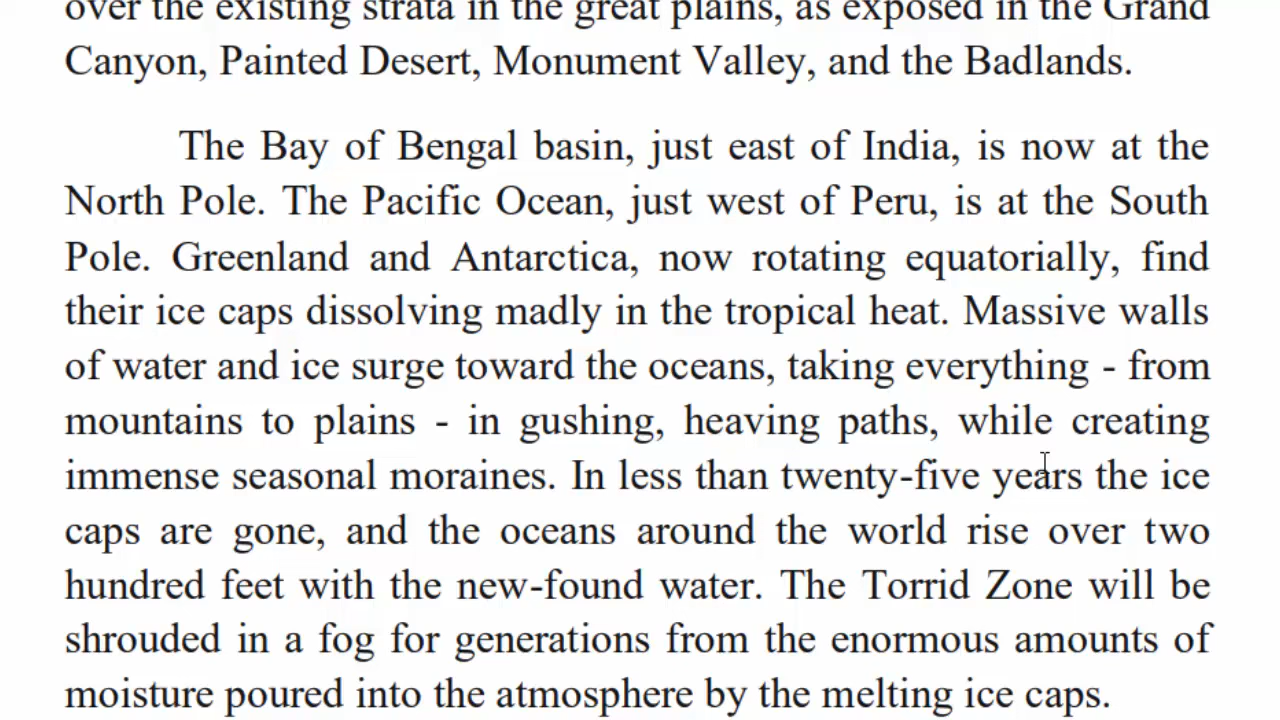 over the existing strata in the great plains, as exposed in the Grand
Canyon, Painted Desert, Monument Valley, and the Badlands.
The Bay of Bengal basin, just east of India, is now at the
North Pole. The Pacific Ocean, just west of Peru, is at the South
Pole. Greenland and Antarctica, now rotating equatorially, find
their ice caps dissolving madly in the tropical heat. Massive walls
of water and ice surge toward the oceans, taking everything - from
mountains to plains - in gushing, heaving paths, while creating
immense seasonal moraines. In less than twenty-five years the ice
caps are gone, and the oceans around the world rise over two
hundred feet with the new-found water. The Torrid Zone will be
shrouded in a fog for generations from the enormous amounts of
moisture poured into the atmosphere by the melting ice caps.